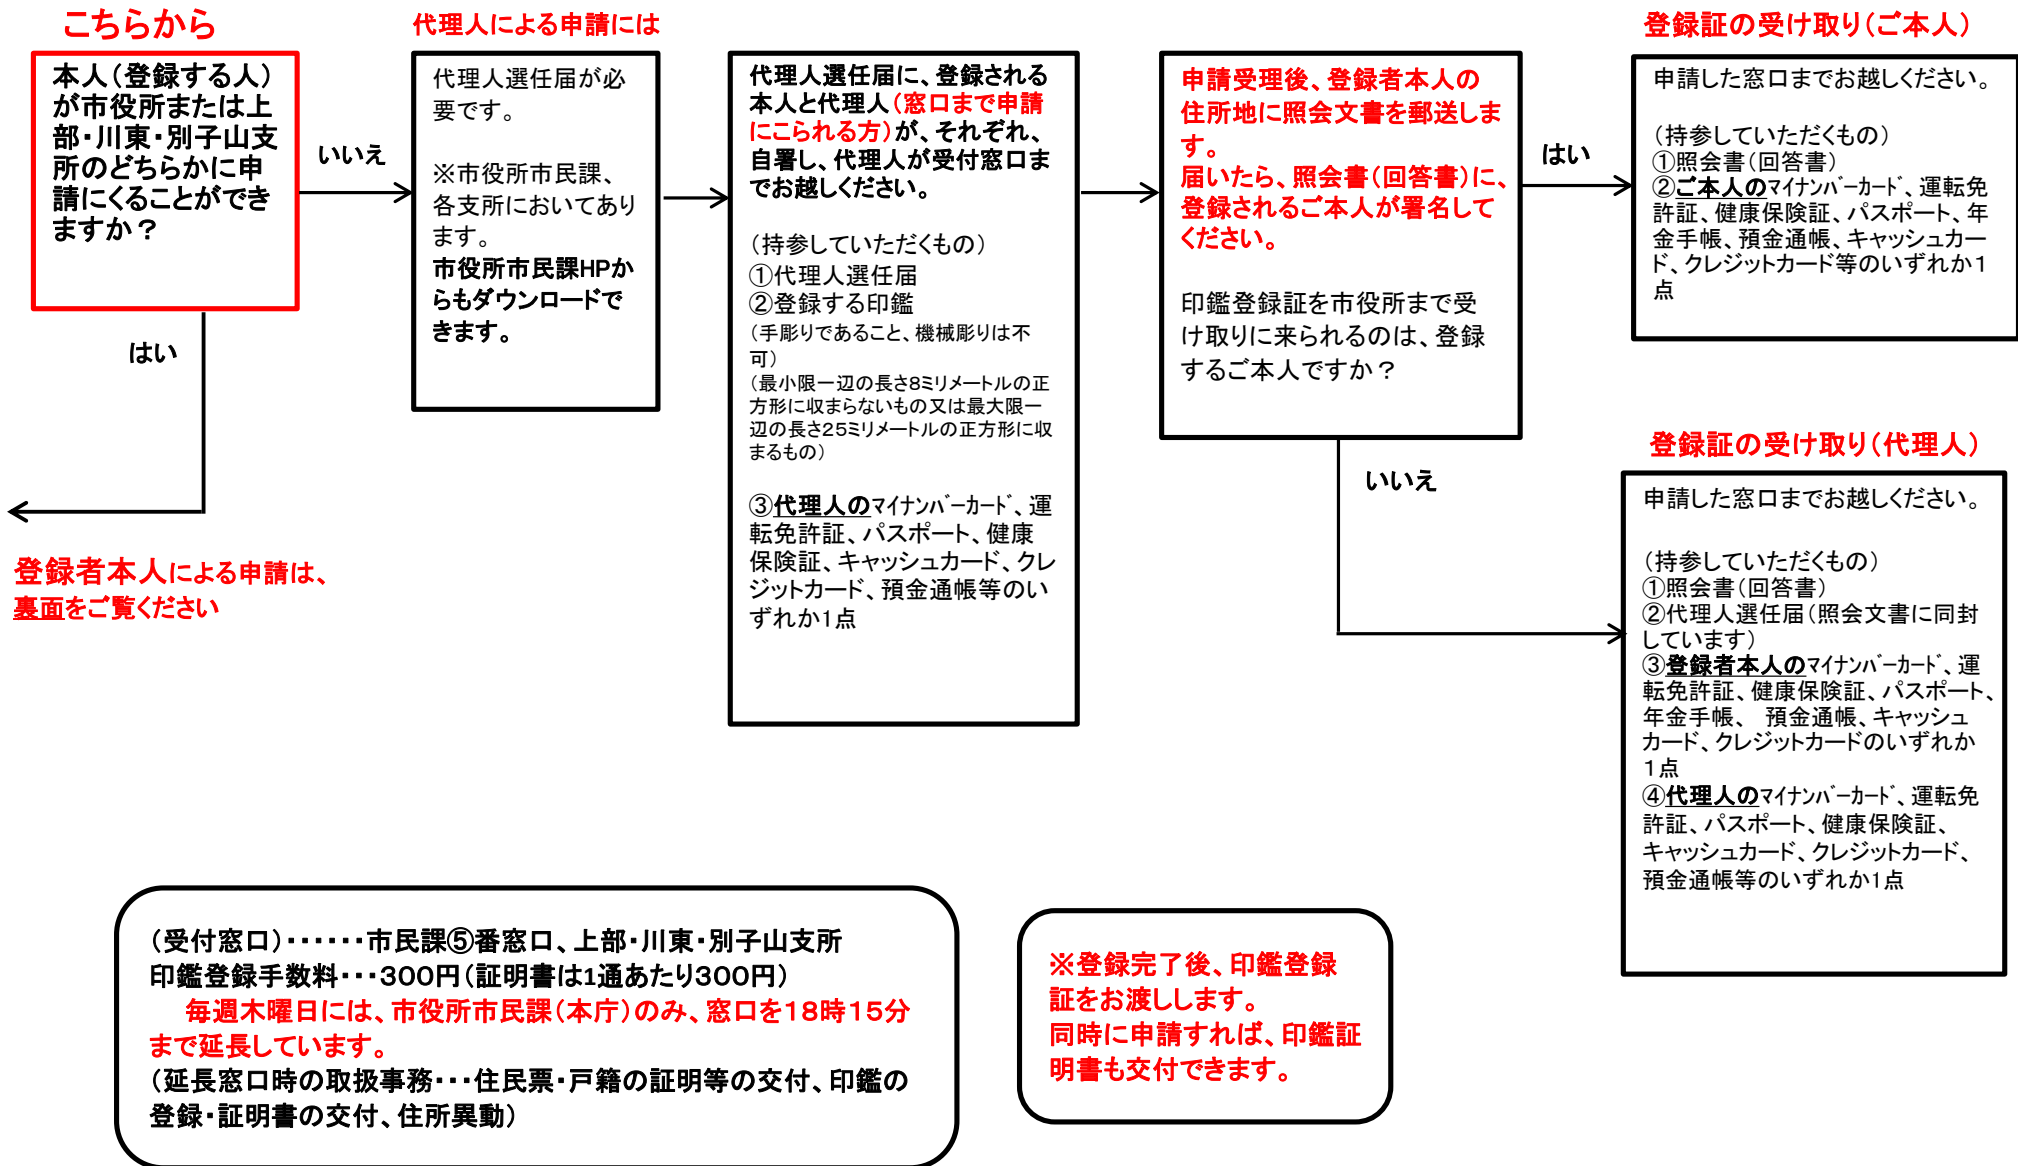 こちらから
本人（登録する人）
が市役所または上
部・川東・別子山支
所のどちらかに申
請にくることができ
ますか？
いいえ
はい
登録者本人による申請は、
裏面をご覧ください
代理人による申請には
代理人選任届が必
要です。
※市役所市民課、
各支所においてあり
ます。
市役所市民課HPか
らもダウンロードで
きます。
代理人選任届に、登録される
本人と代理人（窓口まで申請
にこられる方）が、それぞれ、
自署し、代理人が受付窓口ま
でお越しください。
（持参していただくもの）
①代理人選任届
②登録する印鑑
（手彫りであること、機械彫りは不
可）
（最小限一辺の長さ8ミリメートルの正
方形に収まらないもの又は最大限一
辺の長さ25ミリメートルの正方形に収
まるもの）
③代理人のマイナンバーカード、運
転免許証、パスポート、健康
保険証、キャッシュカード、クレ
ジットカード、預金通帳等のい
ずれか1点
申請受理後、登録者本人の
住所地に照会文書を郵送しま
す。
届いたら、照会書（回答書）に、
登録されるご本人が署名して
ください。
印鑑登録証を市役所まで受
け取りに来られるのは、登録
するご本人ですか？
はい
いいえ
登録証の受け取り（ご本人）
申請した窓口までお越しください。
（持参していただくもの）
①照会書（回答書）
②ご本人のマイナンバーカード、運転免
許証、健康保険証、パスポート、年
金手帳、預金通帳、キャッシュカー
ド、クレジットカード等のいずれか1
点
登録証の受け取り（代理人）
申請した窓口までお越しください。
（持参していただくもの）
①照会書（回答書）
②代理人選任届（照会文書に同封
しています）
③登録者本人のマイナンバーカード、運
転免許証、健康保険証、パスポート、
年金手帳、　預金通帳、キャッシュ
カード、クレジットカードのいずれか
1点
④代理人のマイナンバーカード、運転免
許証、パスポート、健康保険証、
キャッシュカード、クレジットカード、
預金通帳等のいずれか1点
（受付窓口）・・・・・・市民課⑤番窓口、上部・川東・別子山支所
印鑑登録手数料・・・300円（証明書は1通あたり300円）
毎週木曜日には、市役所市民課（本庁）のみ、窓口を18時15分
まで延長しています。
（延長窓口時の取扱事務・・・住民票・戸籍の証明等の交付、印鑑の
登録・証明書の交付、住所異動）
※登録完了後、印鑑登録
証をお渡しします。
同時に申請すれば、印鑑証
明書も交付できます。